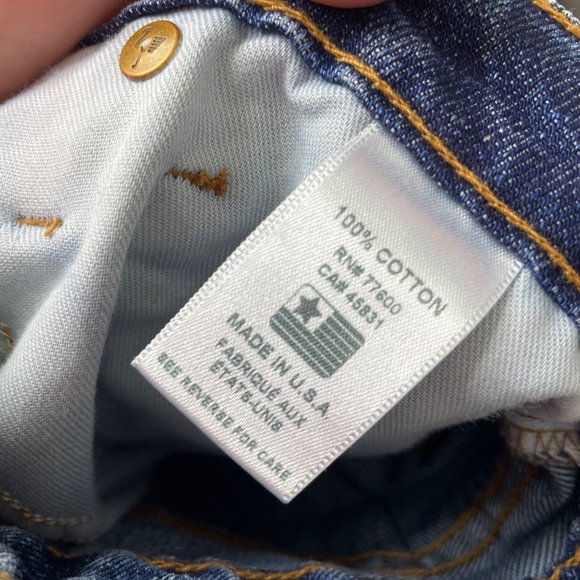 100% COTTON
RN# 77600
CA# 45831
MADE IN U.S.A.
FABRIQUÉ AUX
ÉTATS-UNIS
SEE REVERSE FOR CARE